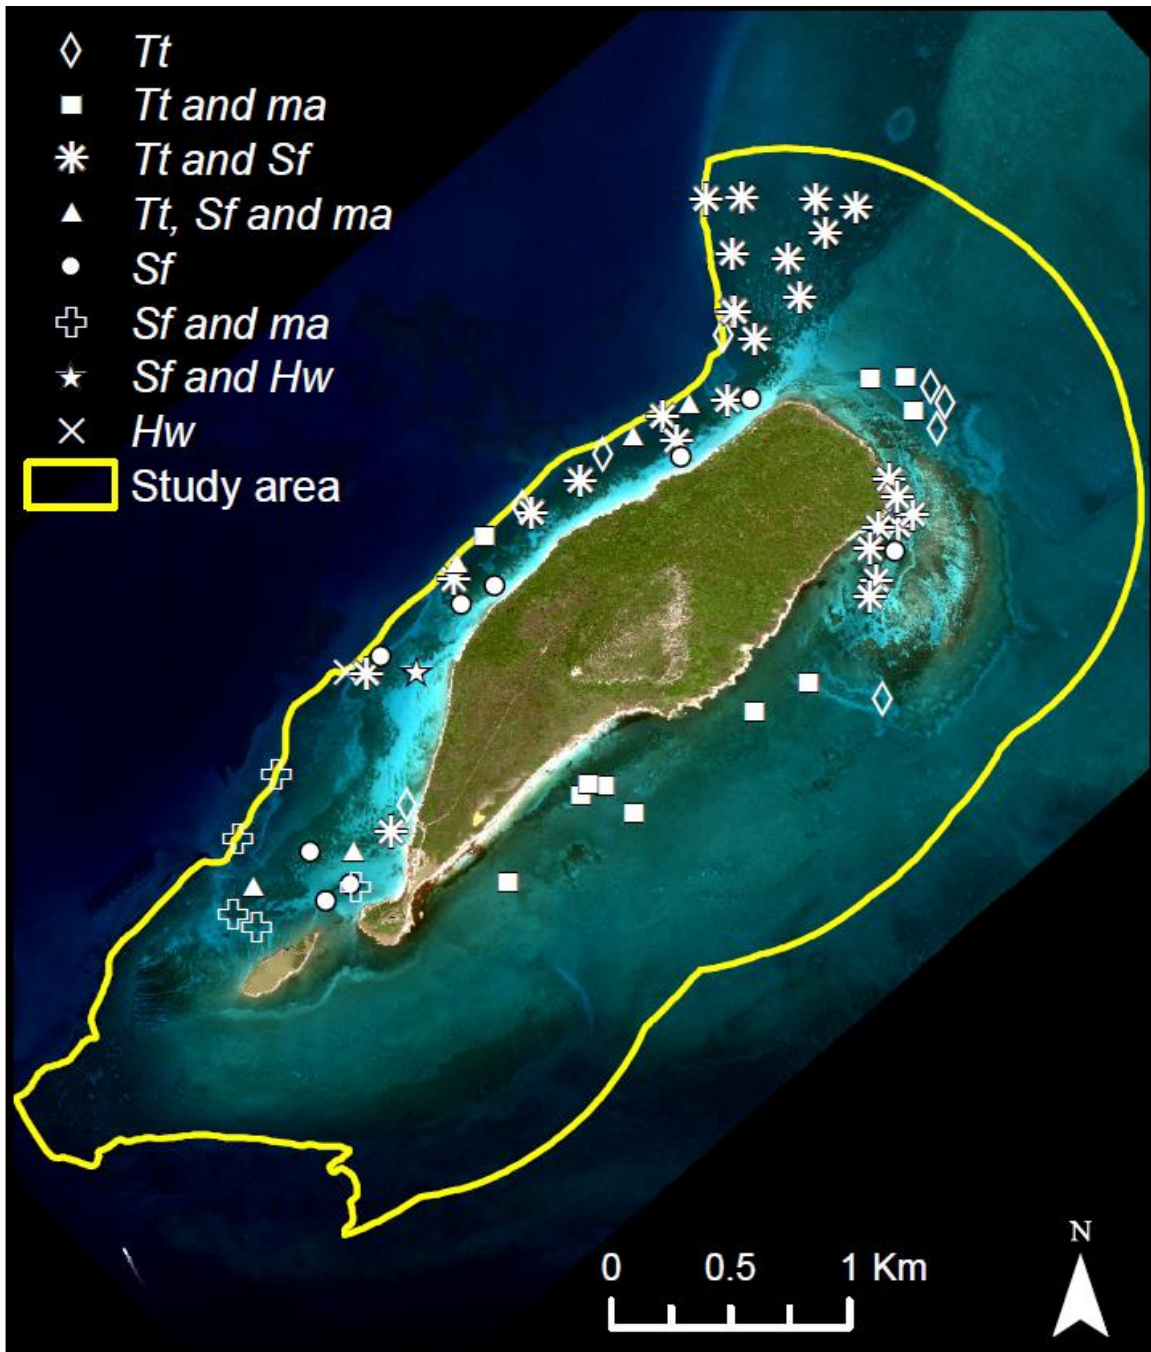 Tt
Tt and ma
Tt and Sf
Tt, Sf and ma
Sf
Sf and ma
Sf and Hw
Hw
Study area
N
0 0.5 1 Km